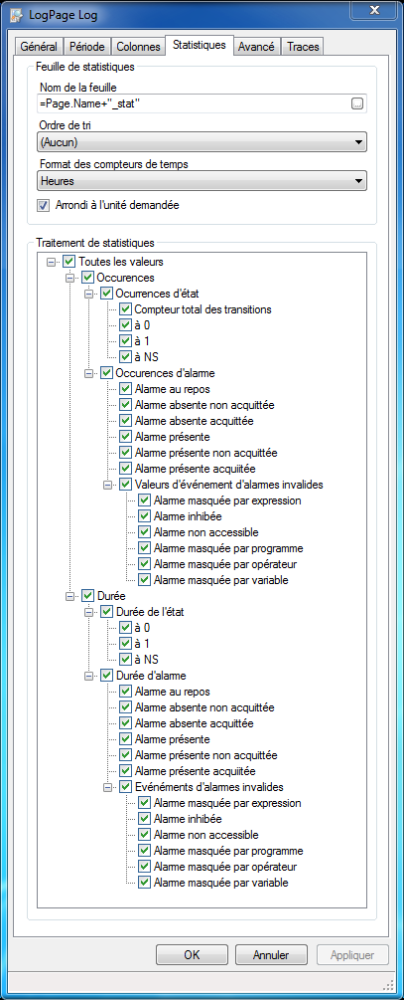 LogPage Log
Général Période Colonnes Statistiques Avancé Traces
Feuille de statistiques
Nom de la feuille
=Page.Name+"_stat"
...
Ordre de tri
(Aucun)
Format des compteurs de temps
Heures
Arrondi à l'unité demandée
Traitement de statistiques
Toutes les valeurs
Occurences
Ocurrences d'état
Compteur total des transitions
à 0
à 1
à NS
Occurences d'alarme
Alarme au repos
Alarme absente non acquittée
Alarme absente acquittée
Alarme présente
Alarme présente non acquittée
Alarme présente acquiitée
Valeurs d'événement d'alarmes invalides
Alarme masquée par expression
Alarme inhibée
Alarme non accessible
Alarme masquée par programme
Alarme masquée par opérateur
Alarme masquée par variable
Durée
Durée de l'état
à 0
à 1
à NS
Durée d'alarme
Alarme au repos
Alarme absente non acquittée
Alarme absente acquittée
Alarme présente
Alarme présente non acquittée
Alarme présente acquiitée
Evénéments d'alarmes invalides
Alarme masquée par expression
Alarme inhibée
Alarme non accessible
Alarme masquée par programme
Alarme masquée par opérateur
Alarme masquée par variable
OK Annuler Appliquer